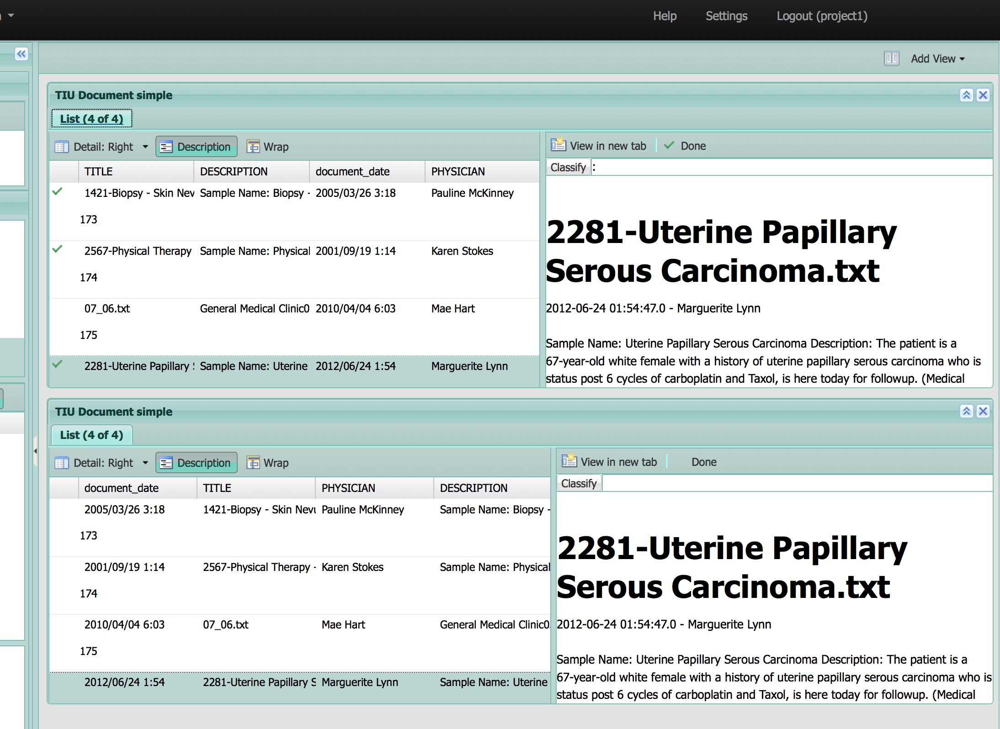 Help Settings Logout (project1)
Add View
TIU Document simple
List (4 of 4)
Detail: Right Description Wrap
TITLE DESCRIPTION document_date PHYSICIAN
1421-Biopsy - Skin Nev Sample Name: Biopsy - 2005/03/26 3:18 Pauline McKinney
173
2567-Physical Therapy Sample Name: Physical 2001/09/19 1:14 Karen Stokes
174
07_06.txt General Medical Clinic0 2010/04/04 6:03 Mae Hart
175
2281-Uterine Papillary Sample Name: Uterine 2012/06/24 1:54 Marguerite Lynn
View in new tab Done
Classify :
2281-Uterine Papillary
Serous Carcinoma.txt
2012-06-24 01:54:47.0 - Marguerite Lynn
Sample Name: Uterine Papillary Serous Carcinoma Description: The patient is a
67-year-old white female with a history of uterine papillary serous carcinoma who is
status post 6 cycles of carboplatin and Taxol, is here today for followup. (Medical
TIU Document simple
List (4 of 4)
Detail: Right Description Wrap
document_date TITLE PHYSICIAN DESCRIPTION
2005/03/26 3:18 1421-Biopsy - Skin Nevu Pauline McKinney Sample Name: Biopsy -
173
2001/09/19 1:14 2567-Physical Therapy - Karen Stokes Sample Name: Physical
174
2010/04/04 6:03 07_06.txt Mae Hart General Medical Clinic0.
175
2012/06/24 1:54 2281-Uterine Papillary S Marguerite Lynn Sample Name: Uterine
View in new tab Done
Classify
2281-Uterine Papillary
Serous Carcinoma.txt
2012-06-24 01:54:47.0 - Marguerite Lynn
Sample Name: Uterine Papillary Serous Carcinoma Description: The patient is a
67-year-old white female with a history of uterine papillary serous carcinoma who is
status post 6 cycles of carboplatin and Taxol, is here today for followup. (Medical